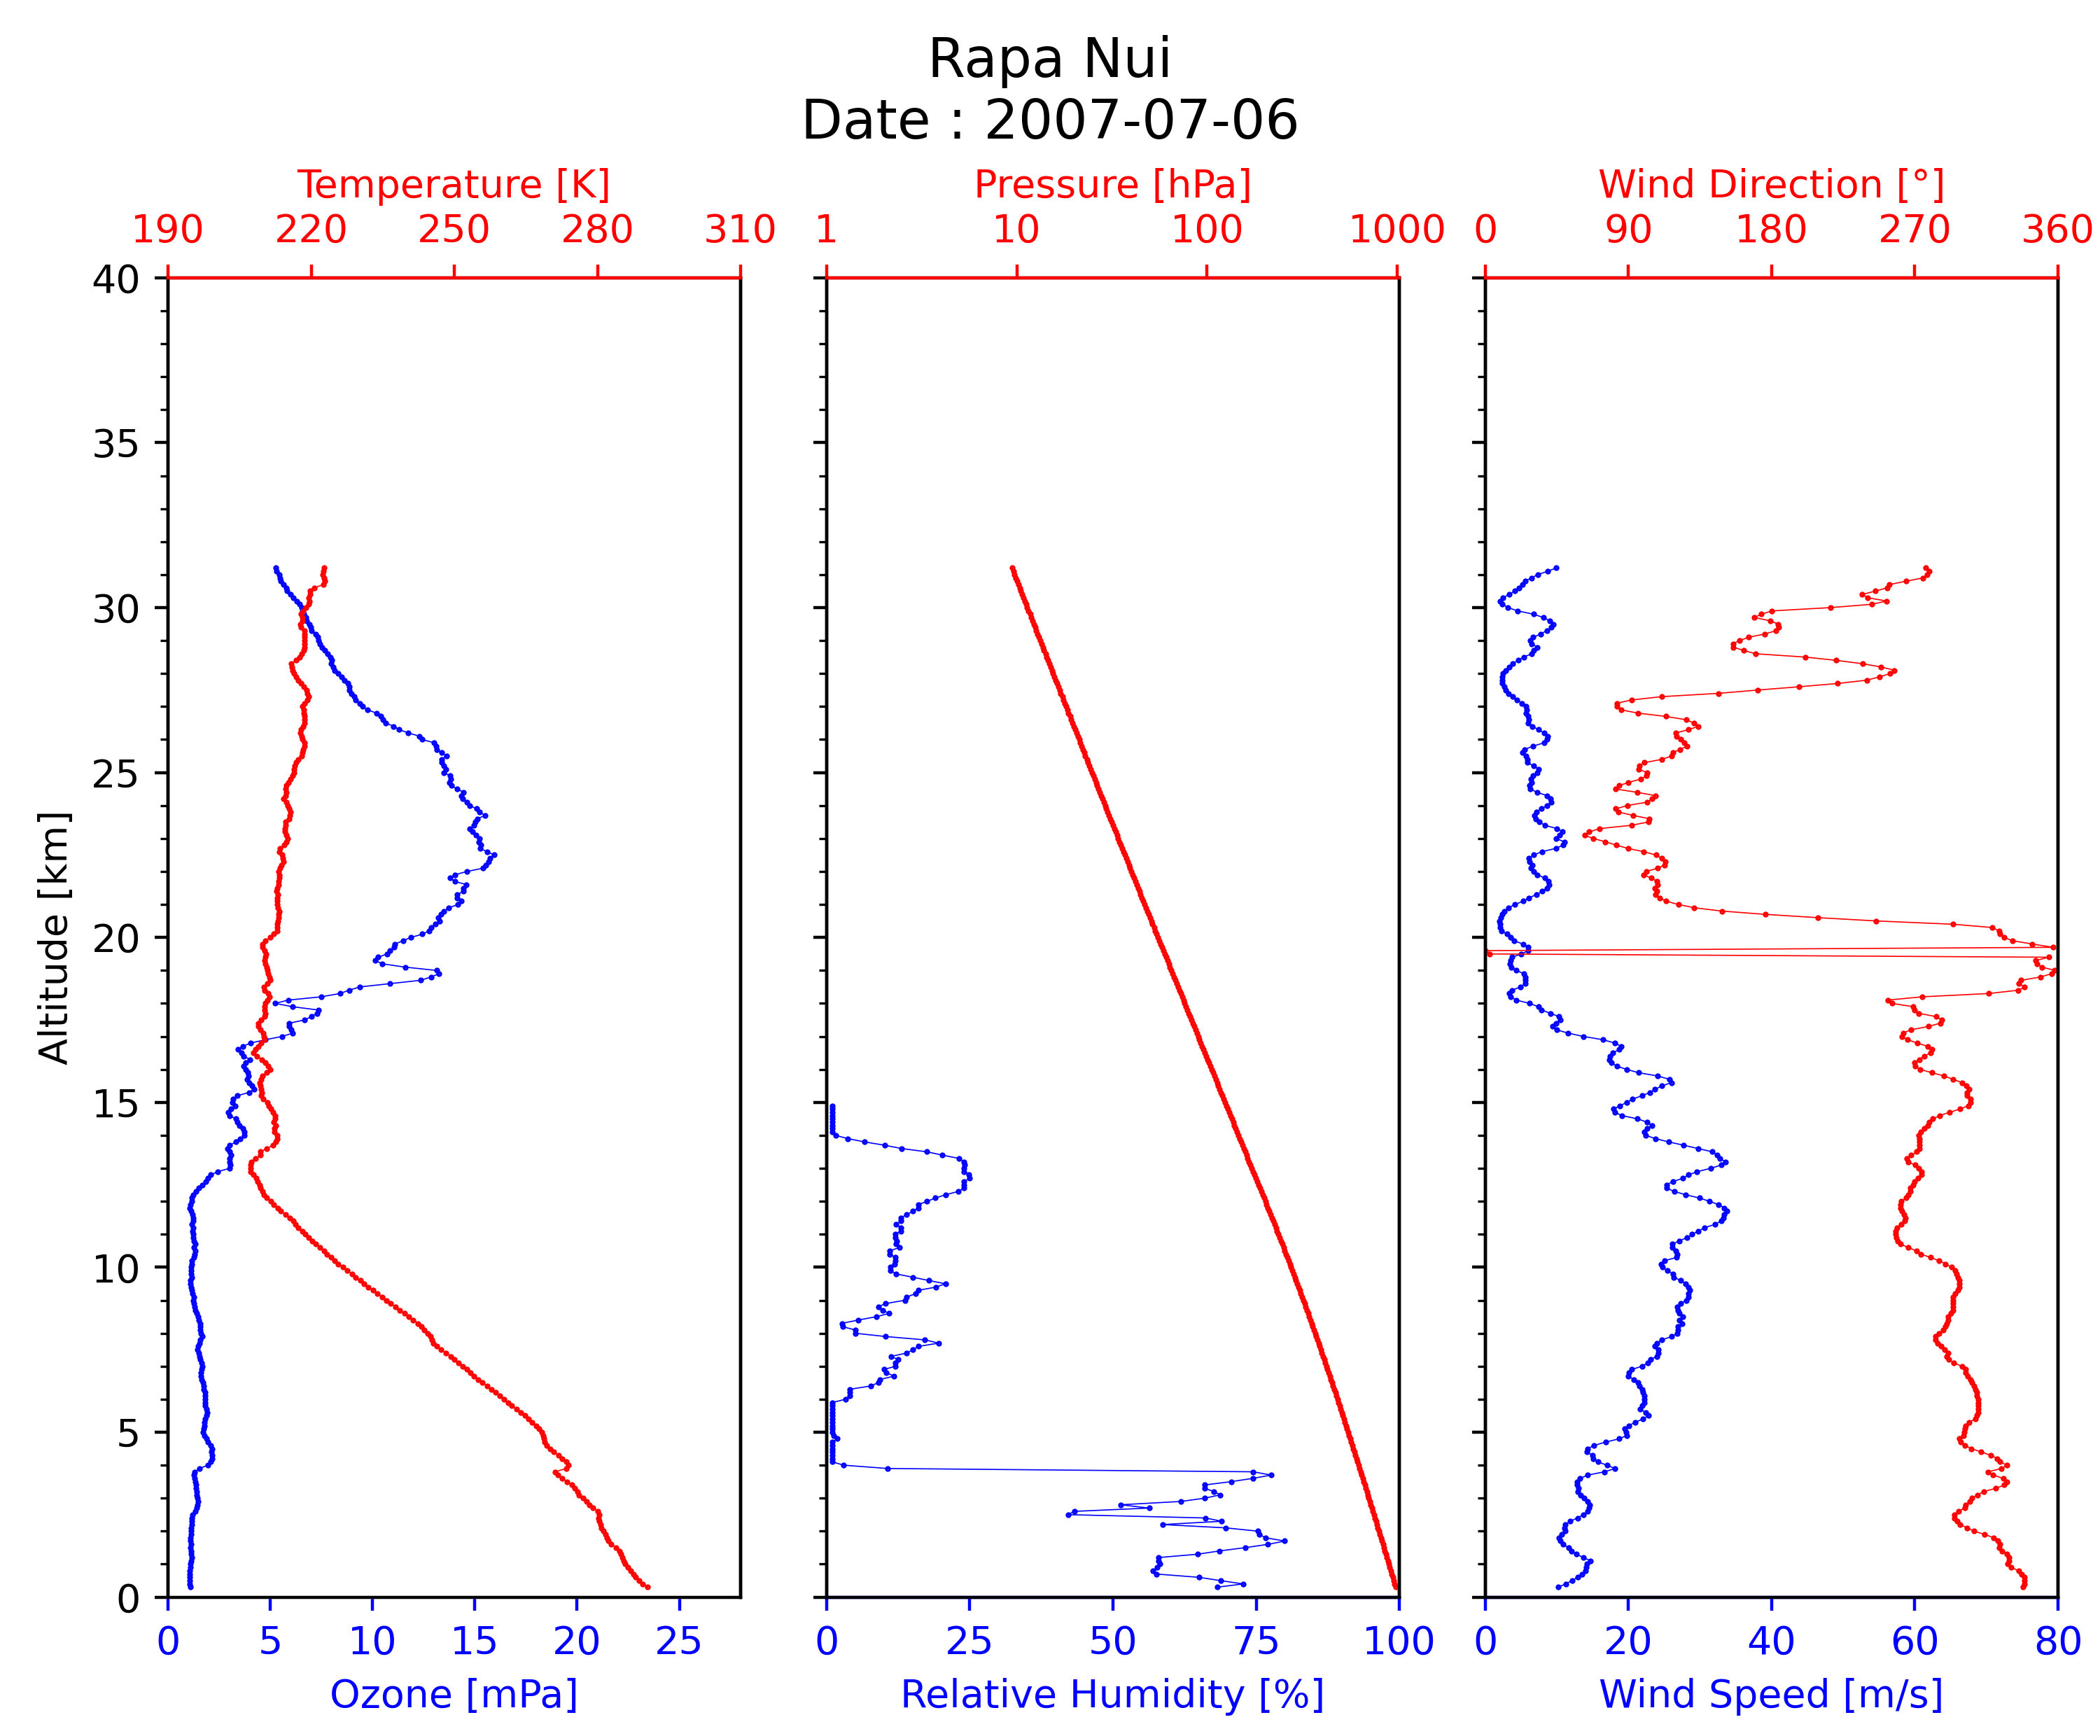 Rapa Nui
Date : 2007-07-06
Temperature [K]
Pressure [hPa]
Wind Direction [°]
190 220 250 280 310
1 10 100 1000
0 90 180 270 360
40
35
30
25
20
15
10
5
0
Altitude [km]
0 5 10 15 20 25
0 25 50 75 100
0 20 40 60 80
Ozone [mPa]
Relative Humidity [%]
Wind Speed [m/s]